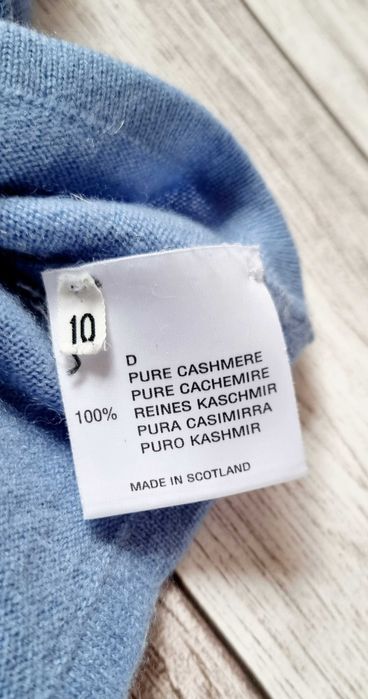 10
D
PURE CASHMERE
PURE CACHEMIRE
100% REINES KASCHMIR
PURA CASIMIRRA
PURO KASHMIR
MADE IN SCOTLAND